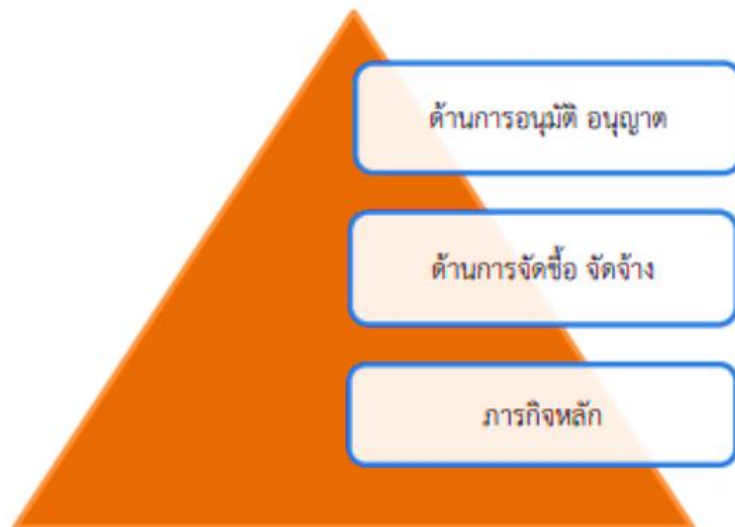 ด้านการอนุมัติ อนุญาต
ด้านการจัดซื้อ จัดจ้าง
ภารกิจหลัก